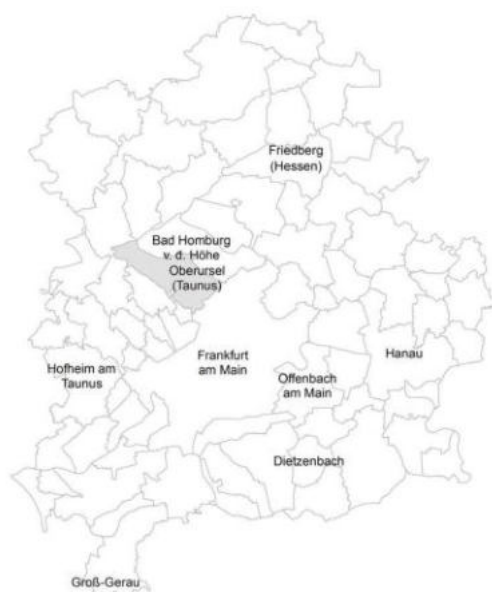 Friedberg
(Hessen)
Bad Homburg
v. d. Höhe
Oberursel
(Taunus)
Hofheim am
Taunus
Frankfurt
am Main
Offenbach
am Main
Hanau
Dietzenbach
Groß-Gerau